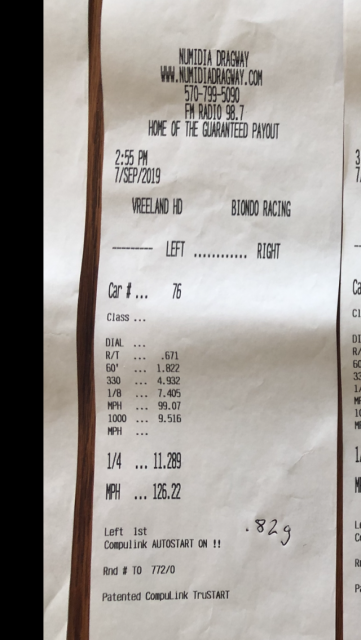 NUMIDIA DRAGWAY
WWW.NUMIDIADRAGWAY.COM
570-799-5090
FM RADIO 98.7
HOME OF THE GUARANTEED PAYOUT
2:55 PM
7/SEP/2019
VREELAND HD BIONDO RACING
--------- LEFT ............ RIGHT
Car # ... 76
Class ...
DIAL ...
R/T ... .671
60' ... 1.822
330 ... 4.932
1/8 ... 7.405
MPH ... 99.07
1000 ... 9.516
MPH ...
1/4 ... 11.289
MPH ... 126.22
.829
Left 1st
Compulink AUTOSTART ON !!
Rnd # TO 772/0
Patented CompuLink TruSTART